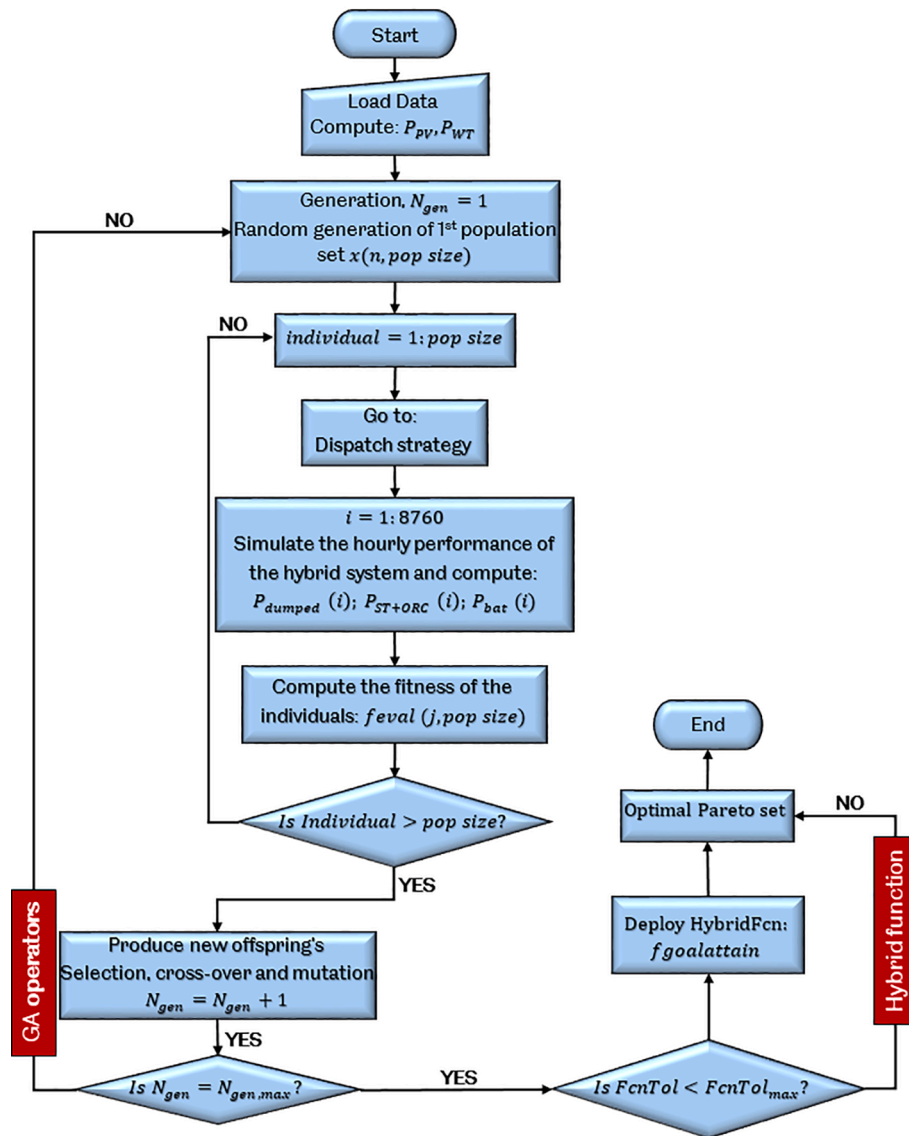 Start
Load Data
Compute: P_PV, P_WT
Generation, N_gen = 1
Random generation of 1st population
set x(n, pop size)
NO
NO
individual = 1: pop size
Go to:
Dispatch strategy
i = 1: 8760
Simulate the hourly performance of
the hybrid system and compute:
P_dumped (i); P_ST+ORC (i); P_bat (i)
Compute the fitness of the
individuals: feval (j, pop size)
Is Individual > pop size?
YES
Produce new offspring's
Selection, cross-over and mutation
N_gen = N_gen + 1
YES
GA operators
Is N_gen = N_gen,max?
YES
Is FcnTol < FcnTol_max?
Deploy HybridFcn:
fgoalattain
Optimal Pareto set
NO
Hybrid function
End